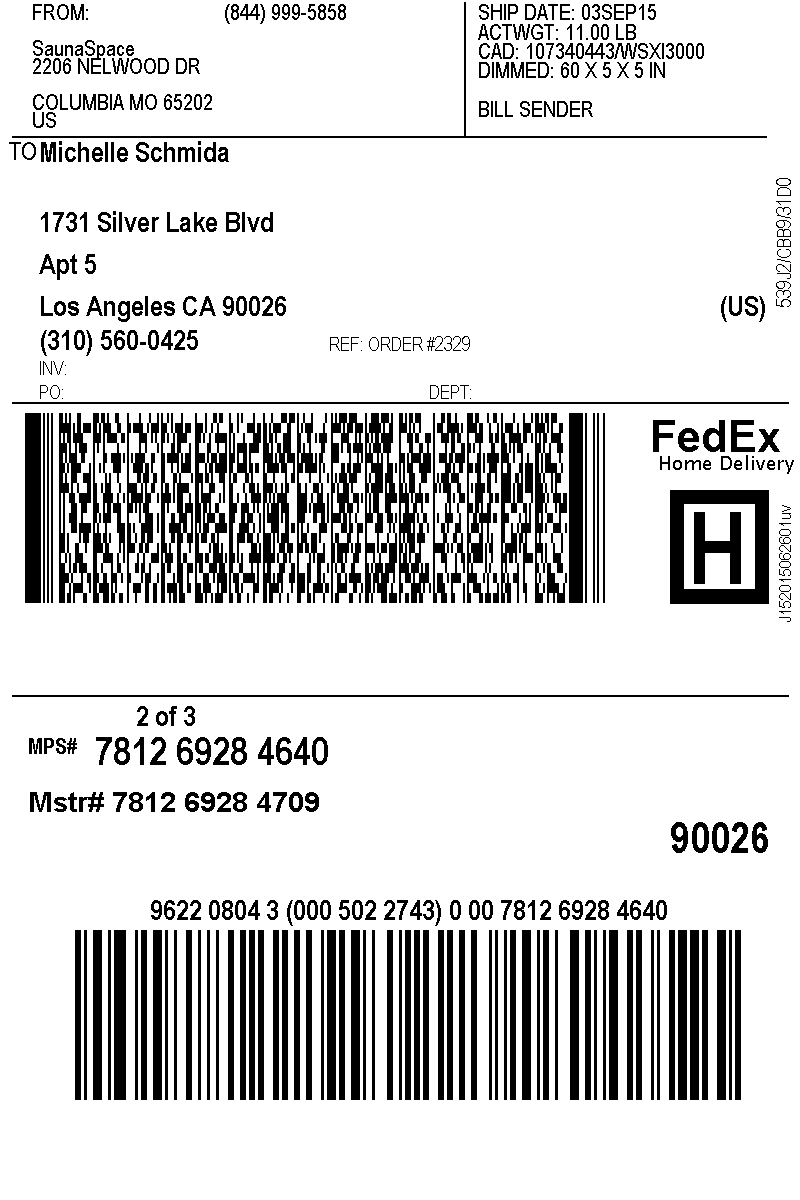 FROM: (844) 999-5858
SaunaSpace
2206 NELWOOD DR
COLUMBIA MO 65202
US
SHIP DATE: 03SEP15
ACTWGT: 11.00 LB
CAD: 107340443/WSXI3000
DIMMED: 60 X 5 X 5 IN
BILL SENDER
TO Michelle Schmida
1731 Silver Lake Blvd
Apt 5
Los Angeles CA 90026 (US)
(310) 560-0425 REF: ORDER #2329
INV:
PO: DEPT:
539J2/CBB9/31D0
FedEx
Home Delivery
H
J152015062601uv
2 of 3
MPS# 7812 6928 4640
Mstr# 7812 6928 4709
90026
9622 0804 3 (000 502 2743) 0 00 7812 6928 4640